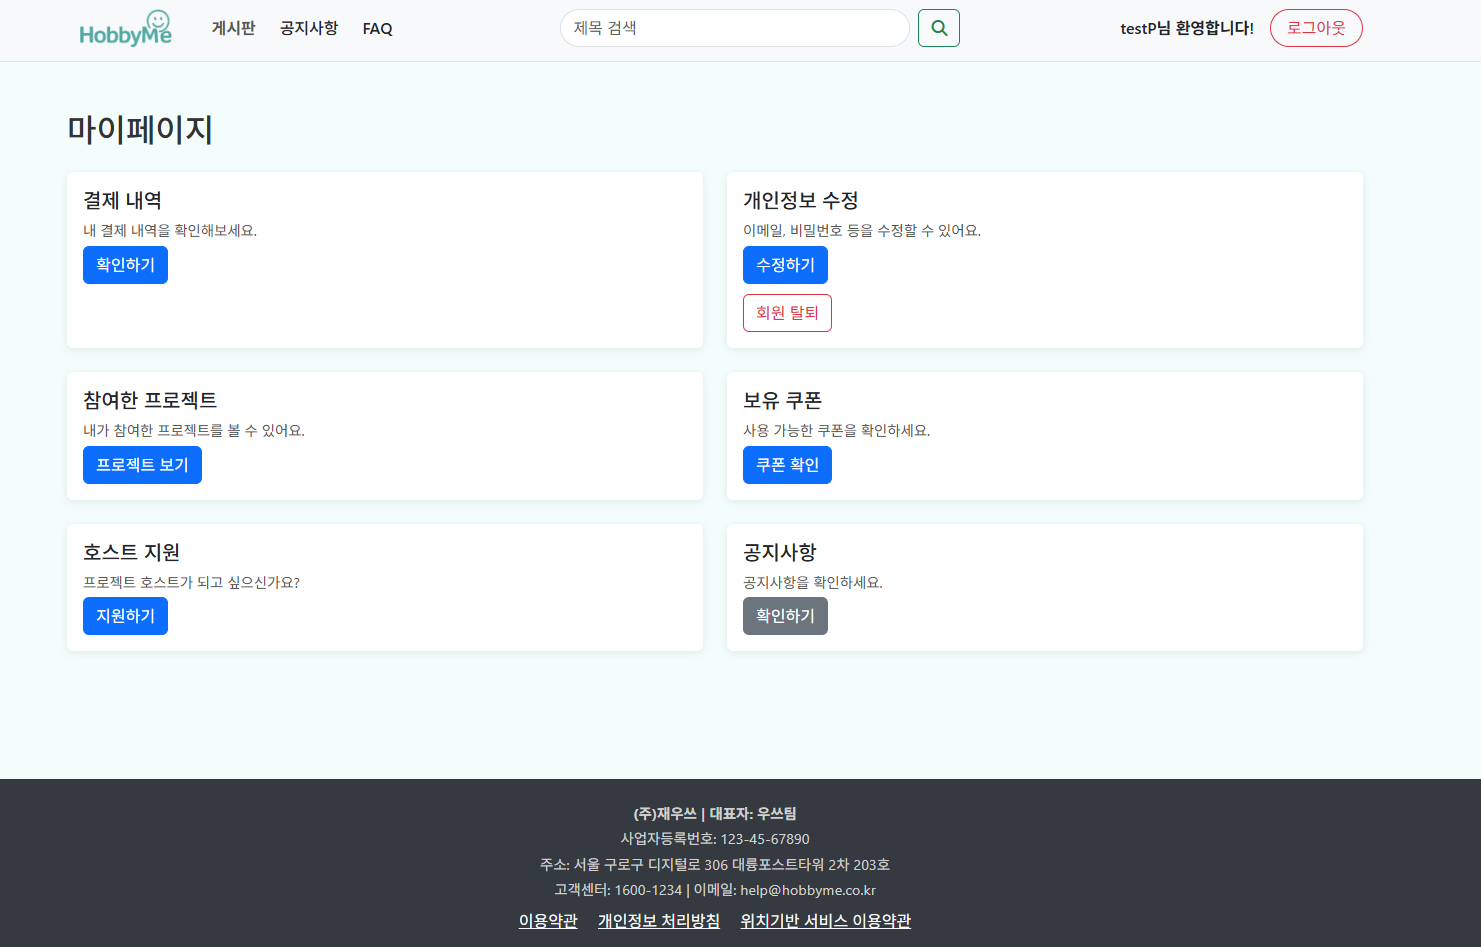 HobbyMe 게시판 공지사항 FAQ 제목 검색 testP님 환영합니다! 로그아웃
마이페이지
결제 내역
내 결제 내역을 확인해보세요.
확인하기
개인정보 수정
이메일, 비밀번호 등을 수정할 수 있어요.
수정하기
회원 탈퇴
참여한 프로젝트
내가 참여한 프로젝트를 볼 수 있어요.
프로젝트 보기
보유 쿠폰
사용 가능한 쿠폰을 확인하세요.
쿠폰 확인
호스트 지원
프로젝트 호스트가 되고 싶으신가요?
지원하기
공지사항
공지사항을 확인하세요.
확인하기
(주)재우쓰 | 대표자: 우쓰팀
사업자등록번호: 123-45-67890
주소: 서울 구로구 디지털로 306 대륭포스트타워 2차 203호
고객센터: 1600-1234 | 이메일: help@hobbyme.co.kr
이용약관 개인정보 처리방침 위치기반 서비스 이용약관